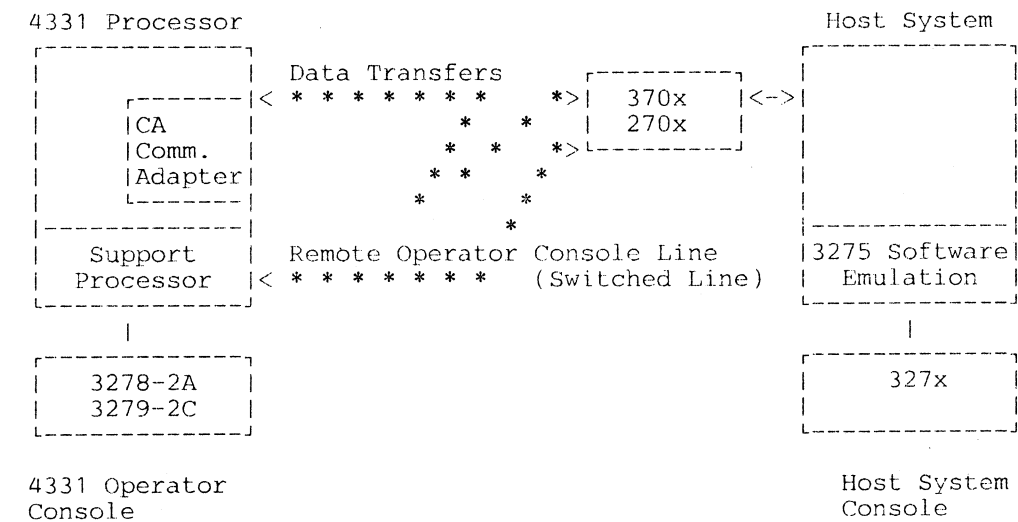 4331 Processor Host System
Data Transfers
< * * * * * * * *>| 370x |<->|
CA * * 270x
Comm. * * *>
Adapter * * *
* *
*
Support Remote Operator Console Line 3275 Software
Processor < * * * * * * * (Switched Line) Emulation
3278-2A 327x
3279-2C
4331 Operator Host System
Console Console